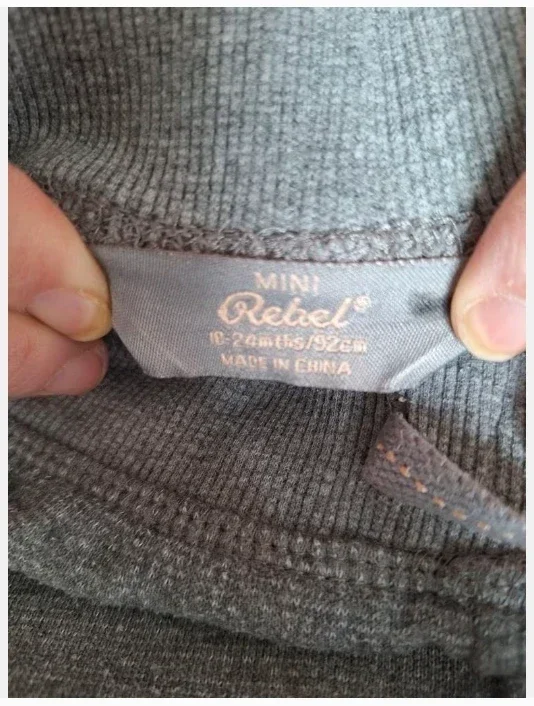 MINI
Rebel®
18-24mths/92cm
MADE IN CHINA